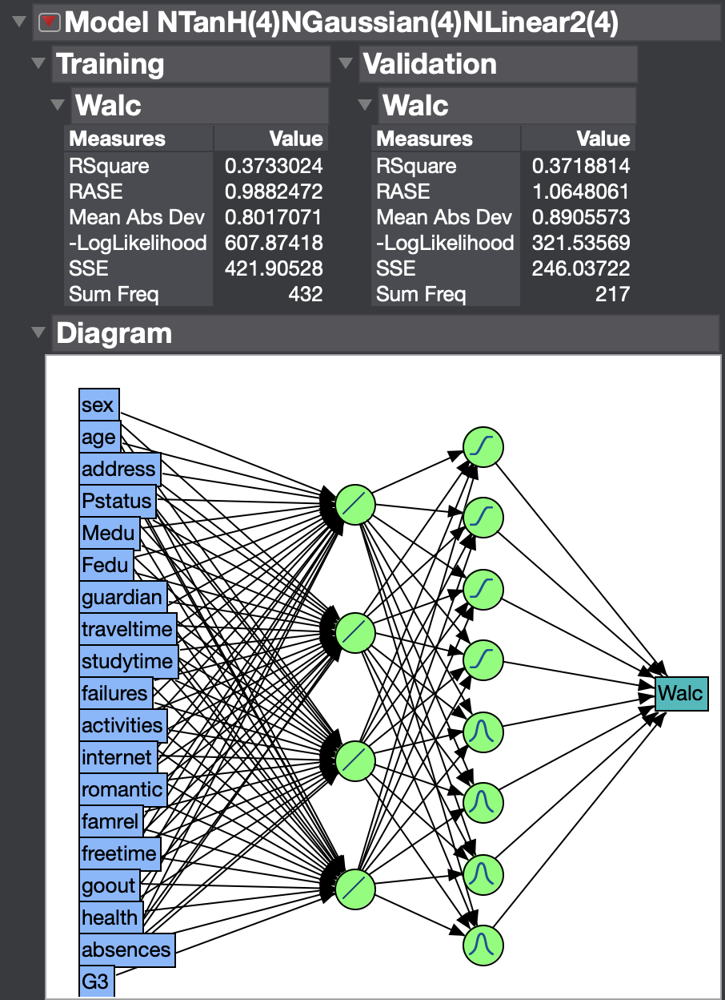 Model NTanH(4)NGaussian(4)NLinear2(4)
Training
Walc
Measures Value
RSquare 0.3733024
RASE 0.9882472
Mean Abs Dev 0.8017071
-LogLikelihood 607.87418
SSE 421.90528
Sum Freq 432
Validation
Walc
Measures Value
RSquare 0.3718814
RASE 1.0648061
Mean Abs Dev 0.8905573
-LogLikelihood 321.53569
SSE 246.03722
Sum Freq 217
Diagram
sex
age
address
Pstatus
Medu
Fedu
guardian
traveltime
studytime
failures
activities
internet
romantic
famrel
freetime
goout
health
absences
G3
Walc